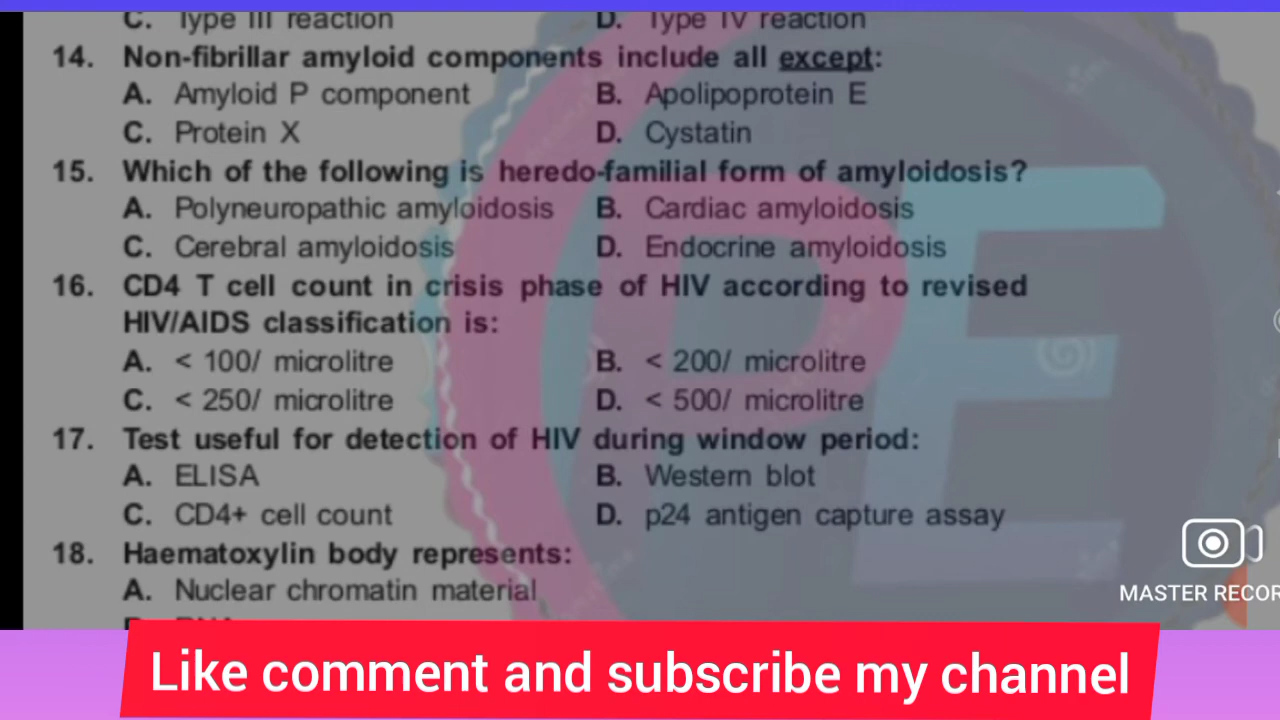 C. Type III reaction D. Type IV reaction
14. Non-fibrillar amyloid components include all except:
A. Amyloid P component B. Apolipoprotein E
C. Protein X D. Cystatin
15. Which of the following is heredo-familial form of amyloidosis?
A. Polyneuropathic amyloidosis B. Cardiac amyloidosis
C. Cerebral amyloidosis D. Endocrine amyloidosis
16. CD4 T cell count in crisis phase of HIV according to revised
HIV/AIDS classification is:
A. < 100/ microlitre B. < 200/ microlitre
C. < 250/ microlitre D. < 500/ microlitre
17. Test useful for detection of HIV during window period:
A. ELISA B. Western blot
C. CD4+ cell count D. p24 antigen capture assay
18. Haematoxylin body represents:
A. Nuclear chromatin material
PE
MASTER RECOR
Like comment and subscribe my channel